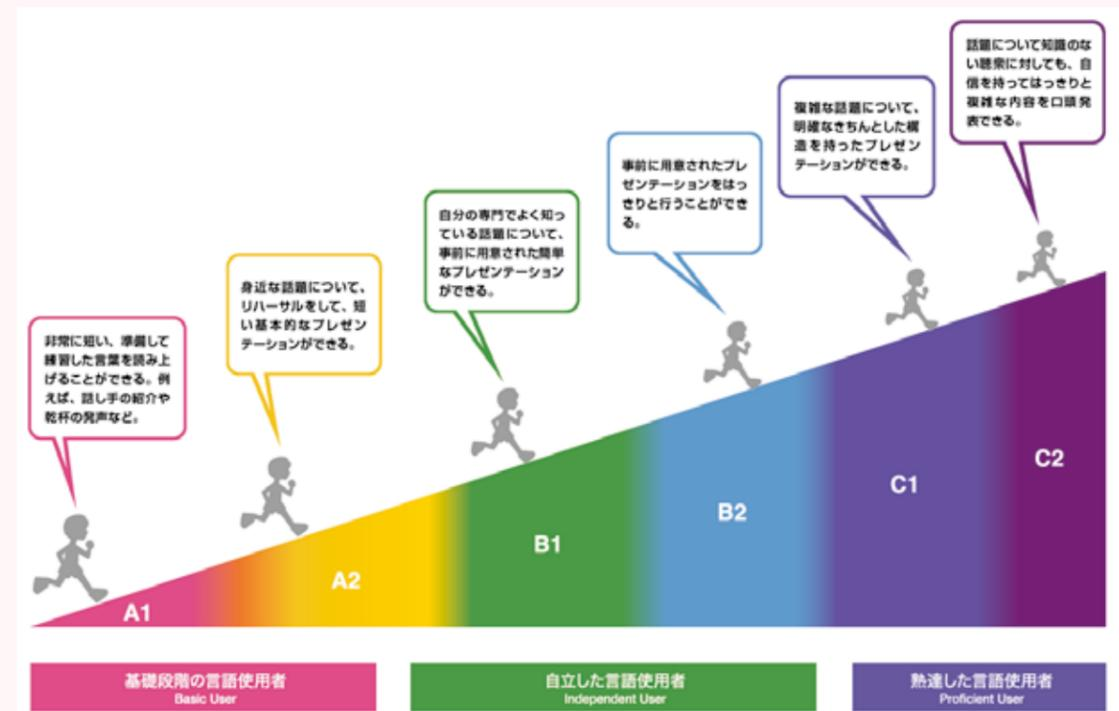 非常に短い、準備して
練習した言葉を読み上
げることができる。例
えば、話し手の紹介や
乾杯の発声など。
身近な話題について、
リハーサルをして、短
い基本的なプレゼン
テーションができる。
自分の専門でよく知っ
ている話題について、
事前に用意された簡単
なプレゼンテーション
ができる。
事前に用意されたプレ
ゼンテーションをはっ
きりと行うことができ
る。
複雑な話題について、
明確なきちんとした構
造を持ったプレゼン
テーションができる。
話題について知識のな
い聴衆に対しても、自
信を持ってはっきりと
複雑な内容を口頭発
表できる。
A1
A2
B1
B2
C1
C2
基礎段階の言語使用者
Basic User
自立した言語使用者
Independent User
熟達した言語使用者
Proficient User